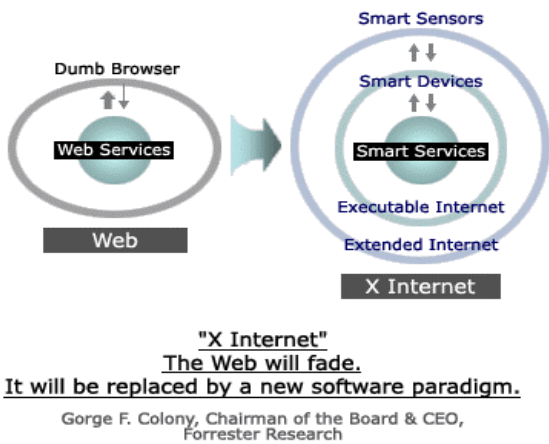 Dumb Browser
Web Services
Web
Smart Sensors
Smart Devices
Smart Services
Executable Internet
Extended Internet
X Internet
"X Internet"
The Web will fade.
It will be replaced by a new software paradigm.
Gorge F. Colony, Chairman of the Board & CEO,
Forrester Research